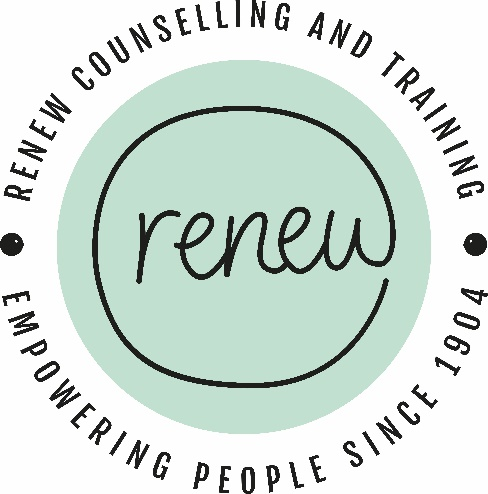 RENEW COUNSELLING AND TRAINING
renew
EMPOWERING PEOPLE SINCE 1904